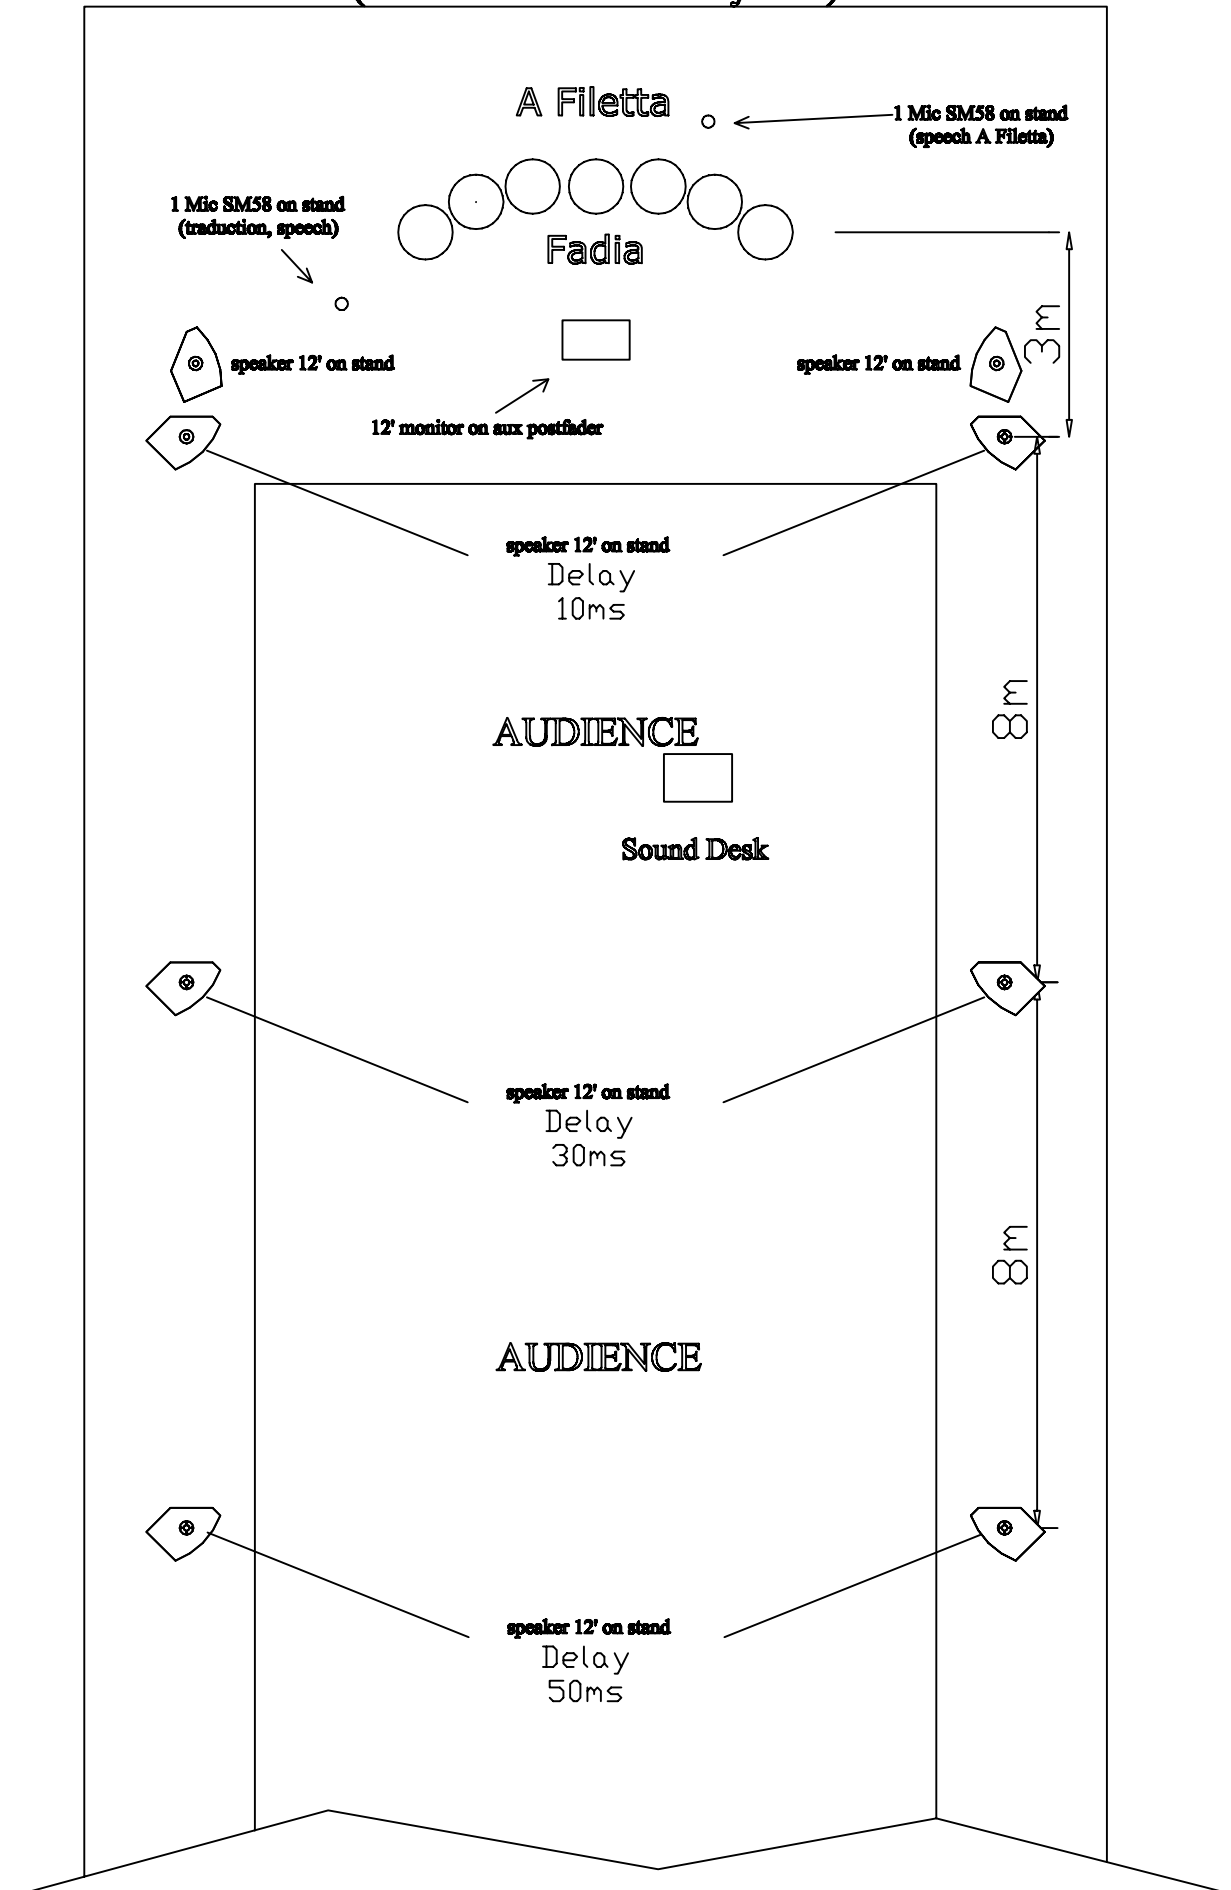 A Filetta
1 Mic SM58 on stand
(speech A Filetta)
1 Mic SM58 on stand
(traduction, speech)
Fadia
3m
speaker 12' on stand
speaker 12' on stand
12' monitor on aux postfader
speaker 12' on stand
Delay
10ms
8m
AUDIENCE
Sound Desk
speaker 12' on stand
Delay
30ms
8m
AUDIENCE
speaker 12' on stand
Delay
50ms